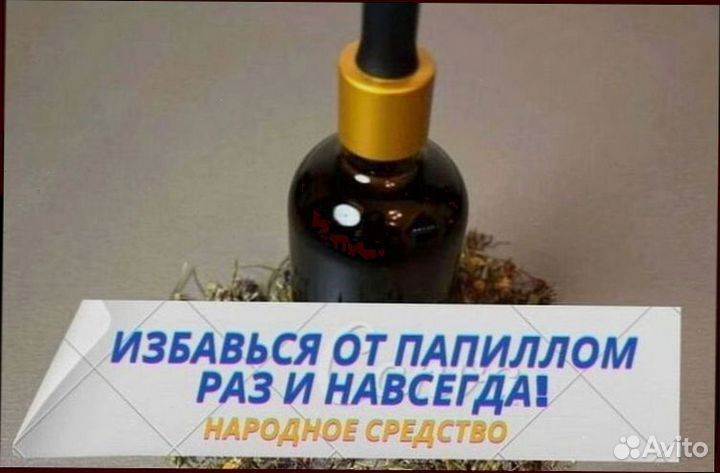 ИЗБАВЬСЯ ОТ ПАПИЛЛОМ
РАЗ И НАВСЕГДА!
НАРОДНОЕ СРЕДСТВО
Avito